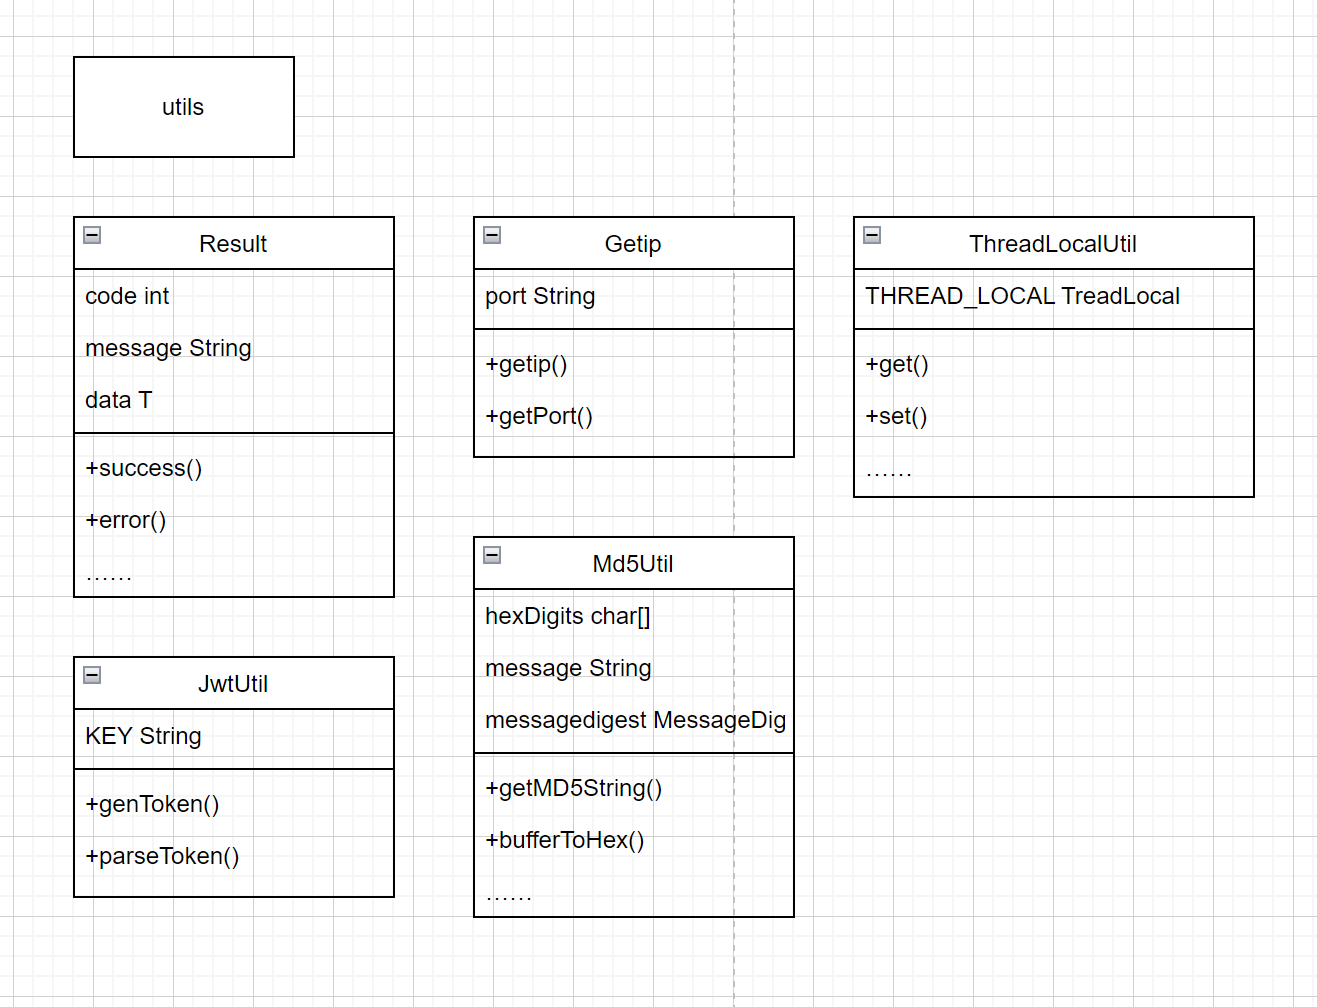 utils
Result
code int
message String
data T
+success()
+error()
……
Getip
port String
+getip()
+getPort()
ThreadLocalUtil
THREAD_LOCAL TreadLocal
+get()
+set()
……
JwtUtil
KEY String
+genToken()
+parseToken()
Md5Util
hexDigits char[]
message String
messagedigest MessageDig
+getMD5String()
+bufferToHex()
……